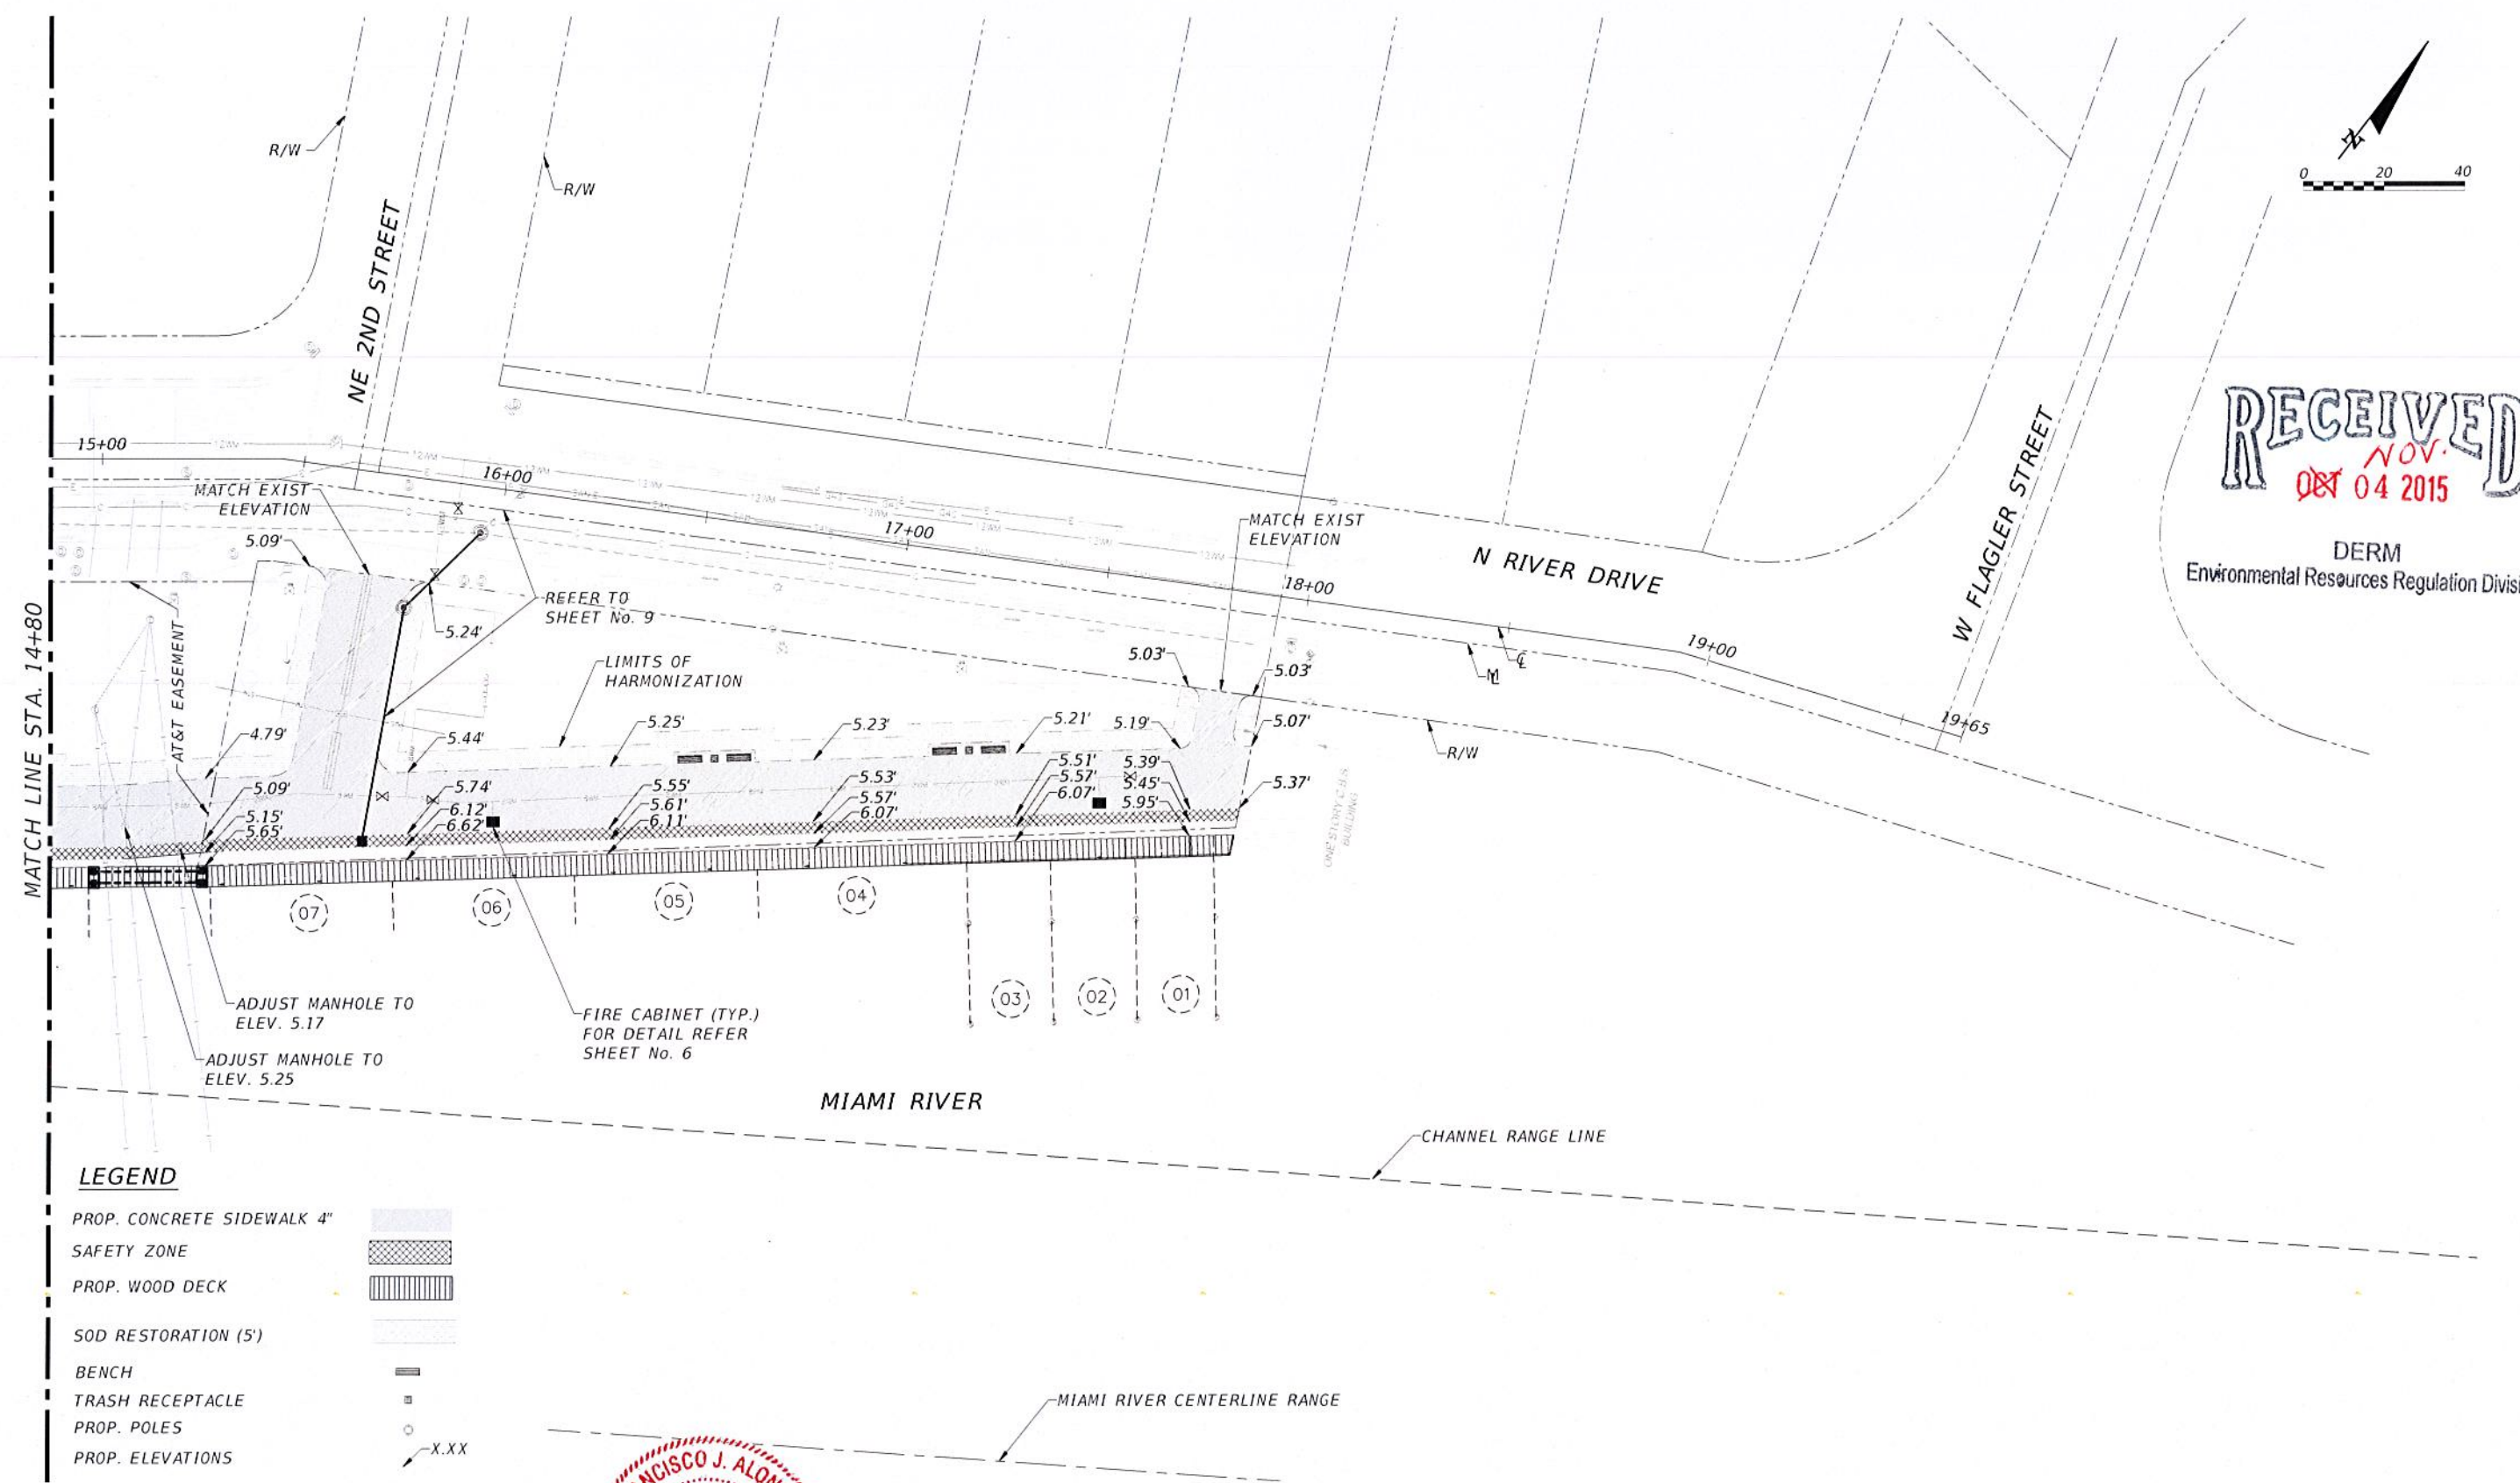 R/W
R/W
0 20 40
NE 2ND STREET
15+00
16+00
17+00
18+00
19+00
19+65
N RIVER DRIVE
W FLAGLER STREET
RECEIVED
NOV.
OCT 04 2015
DERM
Environmental Resources Regulation Divisi
MATCH EXIST
ELEVATION
5.09'
5.24'
REFER TO
SHEET No. 9
MATCH EXIST
ELEVATION
MATCH LINE STA. 14+80
AT&T EASEMENT
LIMITS OF
HARMONIZATION
5.03'
5.03'
5.07'
R/W
4.79'
5.44'
5.25'
5.23'
5.21'
5.19'
5.09'
5.15'
5.65'
5.74'
6.12'
6.62'
5.55'
5.61'
6.11'
5.53'
5.57'
6.07'
5.51'
5.57'
6.07'
5.39'
5.45'
5.95'
5.37'
ONE STORY C.B.S.
BUILDING
07
06
05
04
03
02
01
ADJUST MANHOLE TO
ELEV. 5.17
ADJUST MANHOLE TO
ELEV. 5.25
FIRE CABINET (TYP.)
FOR DETAIL REFER
SHEET No. 6
MIAMI RIVER
CHANNEL RANGE LINE
LEGEND
PROP. CONCRETE SIDEWALK 4"
SAFETY ZONE
PROP. WOOD DECK
SOD RESTORATION (5')
BENCH
TRASH RECEPTACLE
PROP. POLES
PROP. ELEVATIONS X.XX
MIAMI RIVER CENTERLINE RANGE
NCISCO J. ALON